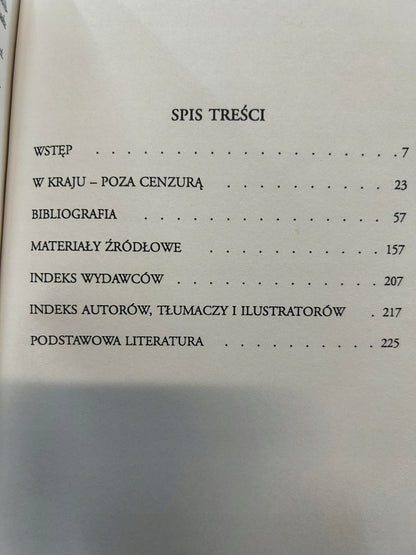 SPIS TREŚCI
WSTĘP . . . . . . . . . . . . . . . . . 7
W KRAJU – POZA CENZURĄ . . . . . . . . . . 23
BIBLIOGRAFIA . . . . . . . . . . . . . . 57
MATERIAŁY ŹRÓDŁOWE . . . . . . . . . . . 157
INDEKS WYDAWCÓW . . . . . . . . . . . . 207
INDEKS AUTORÓW, TŁUMACZY I ILUSTRATORÓW . 217
PODSTAWOWA LITERATURA . . . . . . . . . . 225